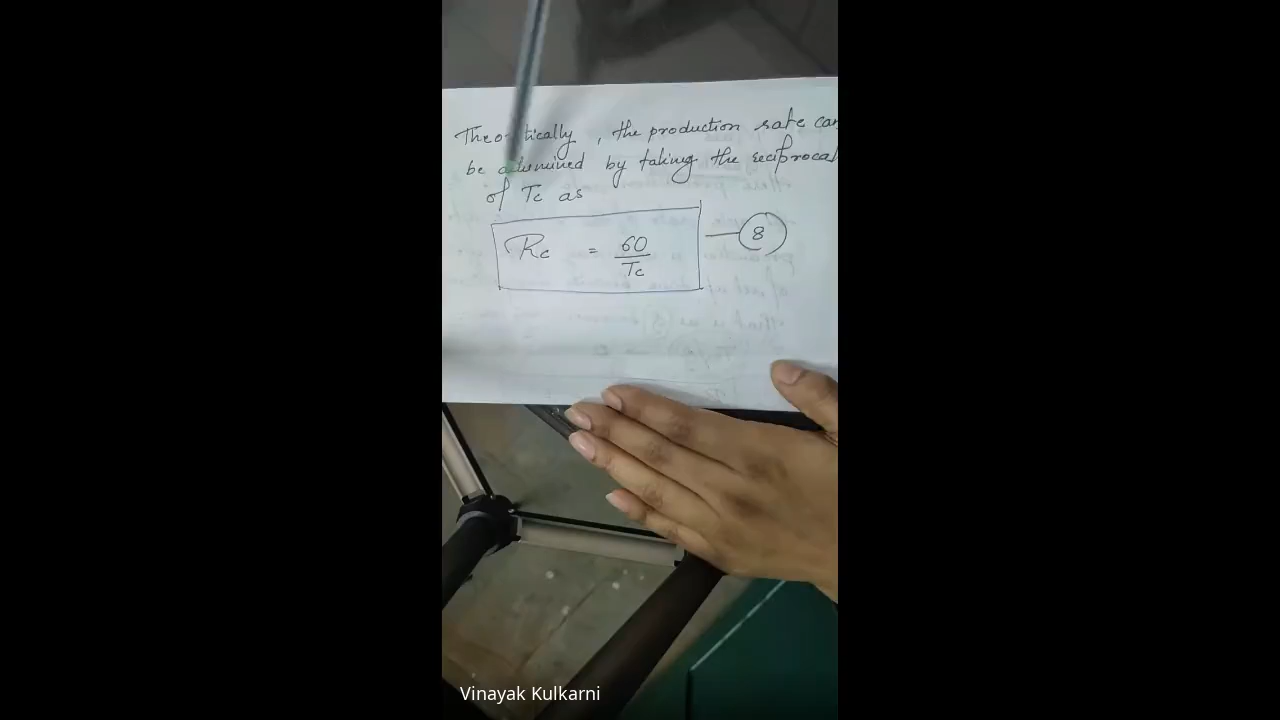 Theoretically, the production rate can
be determined by taking the reciprocal
of Tc as
Rc = 60/Tc — 8
Vinayak Kulkarni